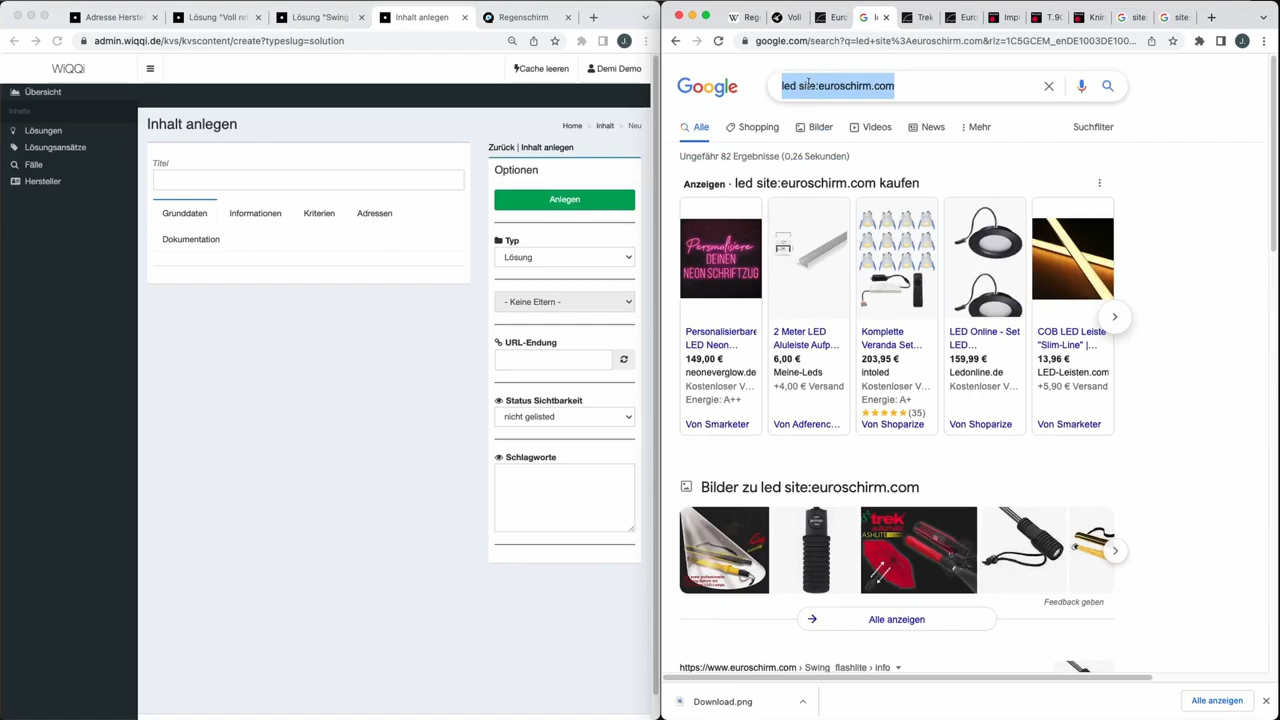 Adresse Herste
Lösung "Voll re
Lösung "Swing
Inhalt anlegen
Regenschirm
admin.wiqqi.de/kvs/kvscontent/create?typeslug=solution
J.
WiQQi
Cache leeren
Demi Demo
Übersicht
Inhalte
Lösungen
Lösungsansätze
Fälle
Hersteller
Inhalt anlegen
Home > Inhalt > Neu
Titel
Grunddaten
Informationen
Kriterien
Adressen
Dokumentation
Zurück | Inhalt anlegen
Optionen
Anlegen
Typ
Lösung
- Keine Eltern -
URL-Endung
Status Sichtbarkeit
nicht gelisted
Schlagworte
Reg
Voll
Euro
Trek
Euro
Imp
T.90
Knir
site:
site:
google.com/search?q=led+site%3Aeuroschirm.com&rlz=1C5GCEM_enDE1003DE100...
J.
Google
led site:euroschirm.com
Alle
Shopping
Bilder
Videos
News
Mehr
Suchfilter
Ungefähr 82 Ergebnisse (0,26 Sekunden)
Anzeigen · led site:euroschirm.com kaufen
Personalisiere
DEINEN
NEON SCHRIFTZUG
Personalisierbare
LED Neon...
149,00 €
neoneverglow.de
Von Smarketer
2 Meter LED
Aluleiste Aufp...
6,00 €
Meine-Leds
+4,00 € Versand
Von Adferenc...
Komplette
Veranda Set...
203,95 €
intoled
Kostenloser V...
Energie: A+
(35)
Von Shoparize
LED Online - Set
LED...
159,99 €
Ledonline.de
Kostenloser V...
Von Shoparize
COB LED Leiste
"Slim-Line" |...
13,96 €
LED-Leisten.com
+5,90 € Versand
Von Smarketer
Kostenloser V...
Energie: A++
Bilder zu led site:euroschirm.com
trek
Feedback geben
Alle anzeigen
https://www.euroschirm.com › Swing_flashlite › info
Download.png
Alle anzeigen